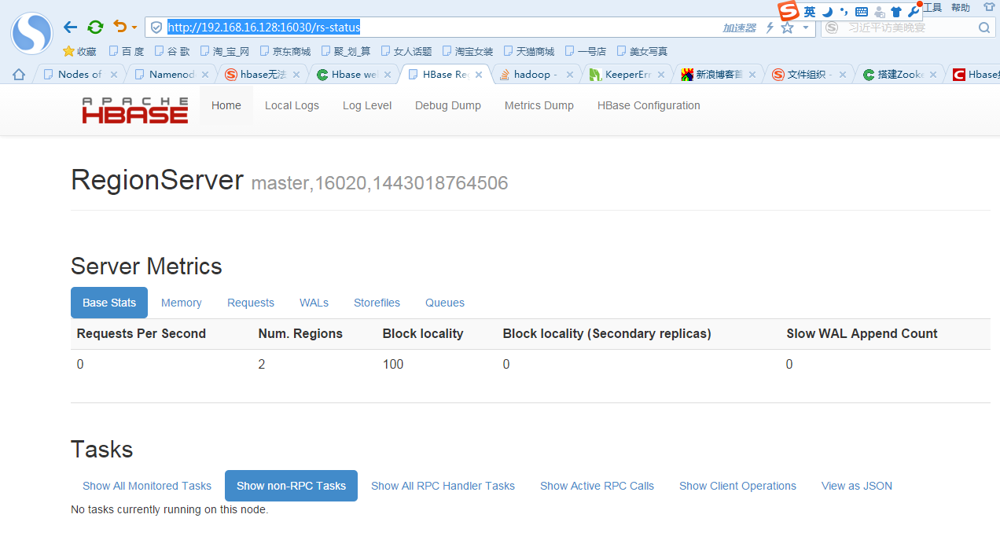 英 工具 帮助
http://192.168.16.128:16030/rs-status 加速器 习近平访美晚宴
收藏 百 度 谷 歌 淘_宝_网 京东商城 聚_划_算 女人话题 淘宝女装 天猫商城 一号店 美女写真
Nodes of Namenod hbase无法 Hbase we HBase Re hadoop - KeeperErr 新浪博客首 文件组织 - 搭建Zooke Hbase
APACHE
HBASE
Home Local Logs Log Level Debug Dump Metrics Dump HBase Configuration
RegionServer master,16020,1443018764506
Server Metrics
Base Stats Memory Requests WALs Storefiles Queues
Requests Per Second Num. Regions Block locality Block locality (Secondary replicas) Slow WAL Append Count
0 2 100 0 0
Tasks
Show All Monitored Tasks Show non-RPC Tasks Show All RPC Handler Tasks Show Active RPC Calls Show Client Operations View as JSON
No tasks currently running on this node.